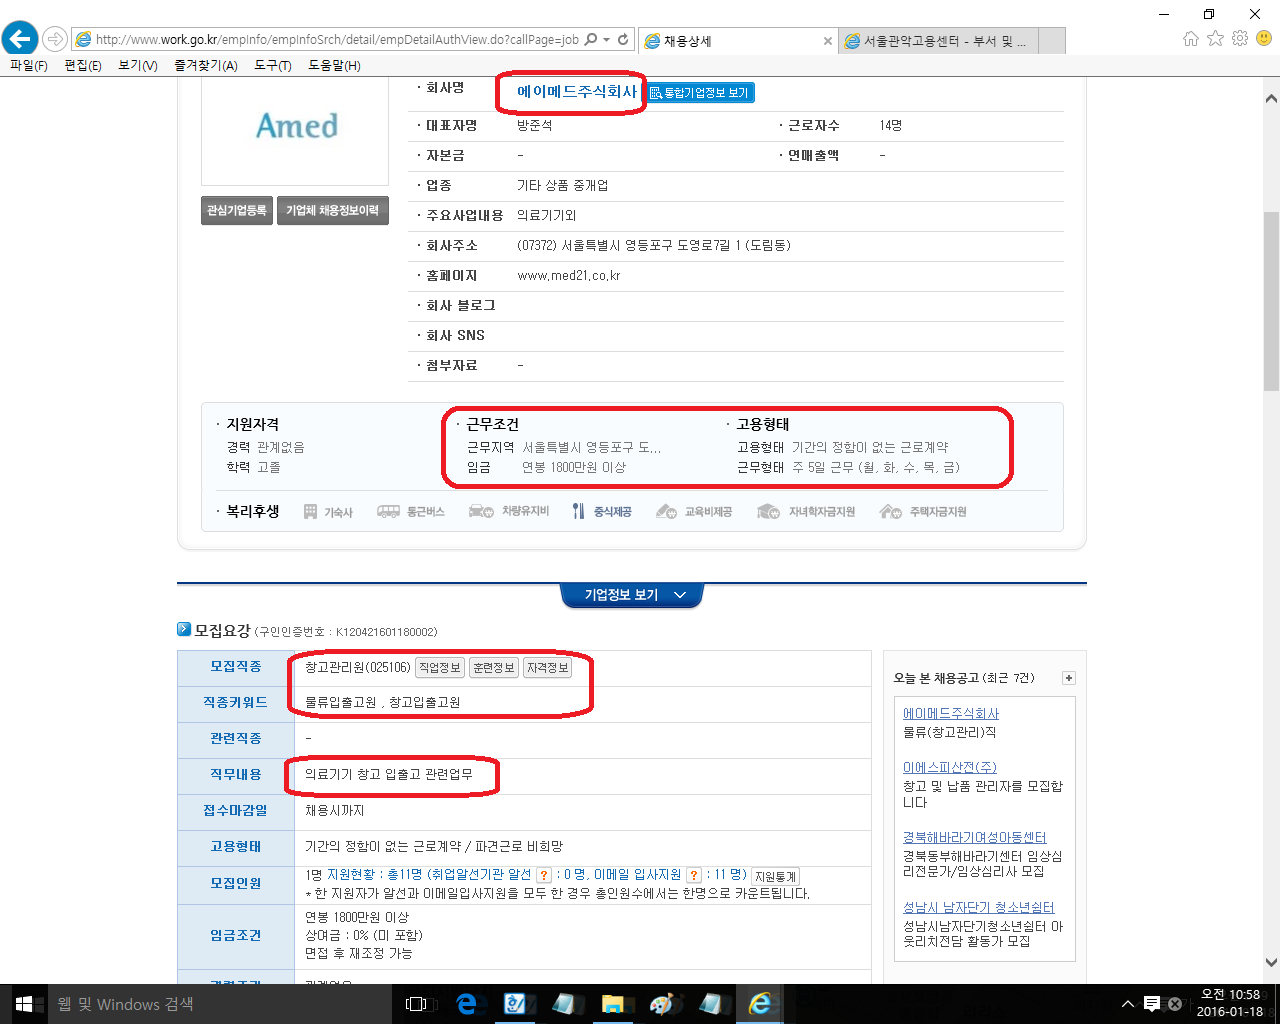 http://www.work.go.kr/empInfo/empInfoSrch/detail/empDetailAuthView.do?callPage=job
채용상세
서울관악고용센터 - 부서 및 ...
파일(F) 편집(E) 보기(V) 즐겨찾기(A) 도구(T) 도움말(H)
Amed
관심기업등록 기업체 채용정보이력
· 회사명 에이메드주식회사 통합기업정보 보기
· 대표자명 방준석 · 근로자수 14명
· 자본금 - · 연매출액 -
· 업종 기타 상품 중개업
· 주요사업내용 의료기기외
· 회사주소 (07372) 서울특별시 영등포구 도영로7길 1 (도림동)
· 홈페이지 www.med21.co.kr
· 회사 블로그
· 회사 SNS
· 첨부자료 -
· 지원자격 · 근무조건 · 고용형태
경력 관계없음 근무지역 서울특별시 영등포구 도... 고용형태 기간의 정함이 없는 근로계약
학력 고졸 임금 연봉 1800만원 이상 근무형태 주 5일 근무 (월, 화, 수, 목, 금)
· 복리후생 기숙사 통근버스 차량유지비 중식제공 교육비제공 자녀학자금지원 주택자금지원
기업정보 보기
모집요강 (구인인증번호 : K120421601180002)
모집직종 창고관리원(025106) 직업정보 훈련정보 자격정보
직종키워드 물류입출고원 , 창고입출고원
관련직종 -
직무내용 의료기기 창고 입출고 관련업무
접수마감일 채용시까지
고용형태 기간의 정함이 없는 근로계약 / 파견근로 비희망
모집인원 1명 지원현황 : 총11명 (취업알선기관 알선 ? : 0 명, 이메일 입사지원 ? : 11 명) 지원통계
* 한 지원자가 알선과 이메일입사지원을 모두 한 경우 총인원수에서는 한명으로 카운트됩니다.
임금조건 연봉 1800만원 이상
상여금 : 0% (미 포함)
면접 후 재조정 가능
오늘 본 채용공고 (최근 7건) +
에이메드주식회사
물류(창고관리)직
이에스피산전(주)
창고 및 납품 관리자를 모집합
니다
경북해바라기여성아동센터
경북동부해바라기센터 임상심
리전문가/임상심리사 모집
성남시 남자단기 청소년쉼터
성남시남자단기청소년쉼터 아
웃리치전담 활동가 모집
웹 및 Windows 검색
오전 10:58
2016-01-18